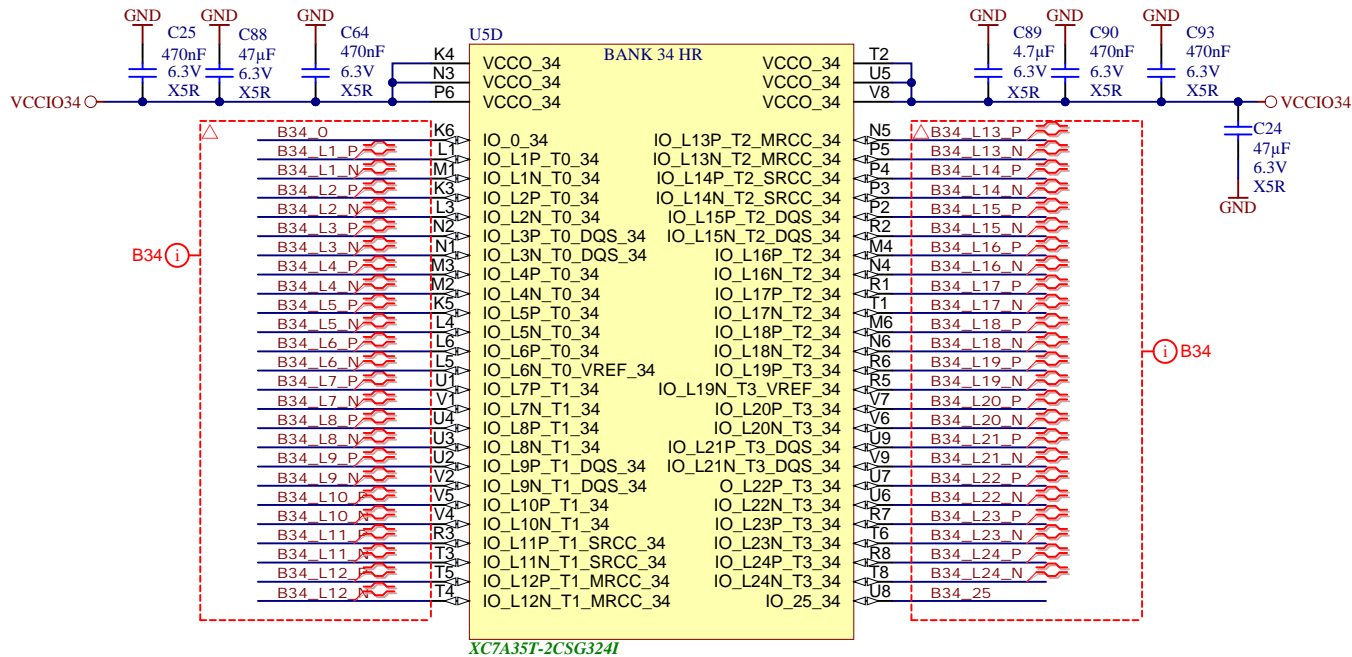 GND GND GND GND GND GND
C25 470nF 6.3V X5R
C88 47µF 6.3V X5R
C64 470nF 6.3V X5R
U5D
BANK 34 HR
C89 4.7µF 6.3V X5R
C90 470nF 6.3V X5R
C93 470nF 6.3V X5R
K4 VCCO_34 VCCO_34 T2
N3 VCCO_34 VCCO_34 U5
P6 VCCO_34 VCCO_34 V8
VCCIO34 VCCIO34
C24 47µF 6.3V X5R
GND
B34_0 K6 IO_0_34 IO_L13P_T2_MRCC_34 N5 B34_L13_P
B34_L1_P L1 IO_L1P_T0_34 IO_L13N_T2_MRCC_34 P5 B34_L13_N
B34_L1_N M1 IO_L1N_T0_34 IO_L14P_T2_SRCC_34 P4 B34_L14_P
B34_L2_P K3 IO_L2P_T0_34 IO_L14N_T2_SRCC_34 P3 B34_L14_N
B34_L2_N L3 IO_L2N_T0_34 IO_L15P_T2_DQS_34 P2 B34_L15_P
B34_L3_P N2 IO_L3P_T0_DQS_34 IO_L15N_T2_DQS_34 R2 B34_L15_N
B34_L3_N N1 IO_L3N_T0_DQS_34 IO_L16P_T2_34 M4 B34_L16_P
B34 i
B34_L4_P M3 IO_L4P_T0_34 IO_L16N_T2_34 N4 B34_L16_N
B34_L4_N M2 IO_L4N_T0_34 IO_L17P_T2_34 R1 B34_L17_P
B34_L5_P K5 IO_L5P_T0_34 IO_L17N_T2_34 T1 B34_L17_N
B34_L5_N L4 IO_L5N_T0_34 IO_L18P_T2_34 M6 B34_L18_P
B34_L6_P L6 IO_L6P_T0_34 IO_L18N_T2_34 N6 B34_L18_N
i B34
B34_L6_N L5 IO_L6N_T0_VREF_34 IO_L19P_T3_34 R6 B34_L19_P
B34_L7_P U1 IO_L7P_T1_34 IO_L19N_T3_VREF_34 R5 B34_L19_N
B34_L7_N V1 IO_L7N_T1_34 IO_L20P_T3_34 V7 B34_L20_P
B34_L8_P U4 IO_L8P_T1_34 IO_L20N_T3_34 V6 B34_L20_N
B34_L8_N U3 IO_L8N_T1_34 IO_L21P_T3_DQS_34 U9 B34_L21_P
B34_L9_P U2 IO_L9P_T1_DQS_34 IO_L21N_T3_DQS_34 V9 B34_L21_N
B34_L9_N V2 IO_L9N_T1_DQS_34 O_L22P_T3_34 U7 B34_L22_P
B34_L10_P V5 IO_L10P_T1_34 IO_L22N_T3_34 U6 B34_L22_N
B34_L10_N V4 IO_L10N_T1_34 IO_L23P_T3_34 R7 B34_L23_P
B34_L11_P R3 IO_L11P_T1_SRCC_34 IO_L23N_T3_34 T6 B34_L23_N
B34_L11_N T3 IO_L11N_T1_SRCC_34 IO_L24P_T3_34 R8 B34_L24_P
B34_L12_P T5 IO_L12P_T1_MRCC_34 IO_L24N_T3_34 T8 B34_L24_N
B34_L12_N T4 IO_L12N_T1_MRCC_34 IO_25_34 U8 B34_25
XC7A35T-2CSG324I